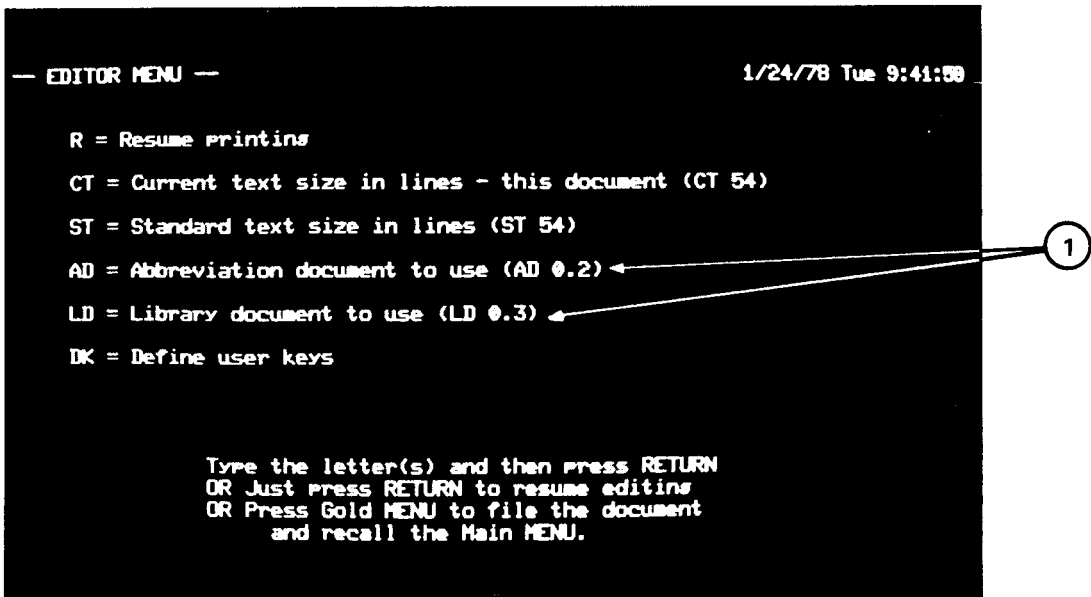 — EDITOR MENU — 1/24/78 Tue 9:41:50
R = Resume printing
CT = Current text size in lines - this document (CT 54)
ST = Standard text size in lines (ST 54)
AD = Abbreviation document to use (AD 0.2)
1
LD = Library document to use (LD 0.3)
DK = Define user keys
Type the letter(s) and then press RETURN
OR Just press RETURN to resume editing
OR Press Gold MENU to file the document
and recall the Main MENU.